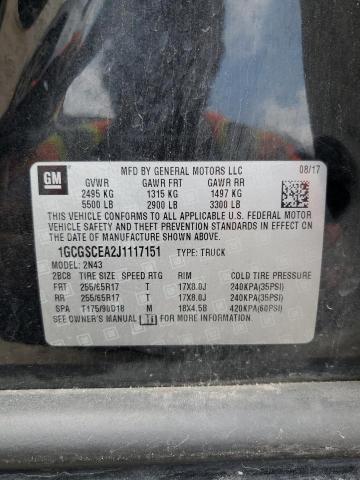 GM
MFD BY GENERAL MOTORS LLC 08/17
GVWR GAWR FRT GAWR RR
2495 KG 1315 KG 1497 KG
5500 LB 2900 LB 3300 LB
THIS VEHICLE CONFORMS TO ALL APPLICABLE U.S. FEDERAL MOTOR
VEHICLE SAFETY AND THEFT PREVENTION STANDARDS IN EFFECT ON
THE DATE OF MANUFACTURE SHOWN ABOVE.
1GCGSCEA2J1117151 TYPE: TRUCK
MODEL: 2N43
2BC8 TIRE SIZE SPEED RTG RIM COLD TIRE PRESSURE
FRT 255/65R17 T 17X8.0J 240KPA(35PSI)
RR 255/65R17 T 17X8.0J 240KPA(35PSI)
SPA T175/90D18 M 18X4.5B 420KPA(60PSI)
SEE OWNER'S MANUAL FOR MORE INFORMATION